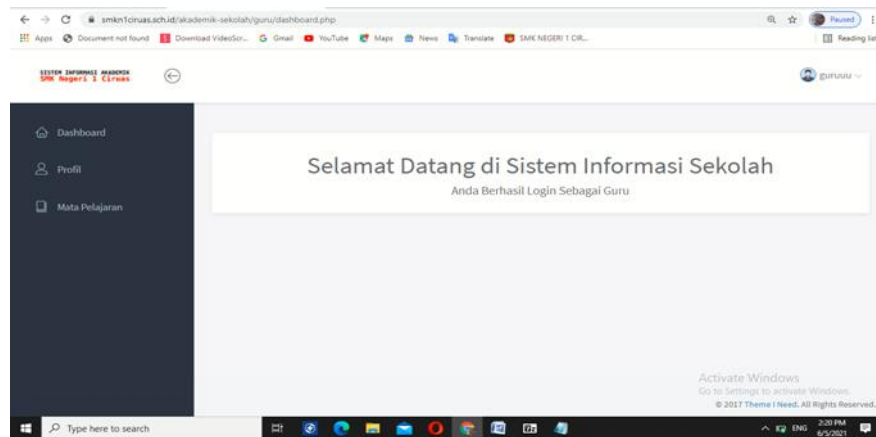 smkn1ciruas.sch.id/akademik-sekolah/guru/dashboard.php
Paused
Apps Document not found Download VideoScr... Gmail YouTube Maps News Translate SMK NEGERI 1 CIR... Reading list
SISTEM INFORMASI AKADEMIK
SMK Negeri 1 Ciruas
guruuu
Dashboard
Profil
Mata Pelajaran
Selamat Datang di Sistem Informasi Sekolah
Anda Berhasil Login Sebagai Guru
Activate Windows
Go to Settings to activate Windows.
© 2017 Theme I Need. All Rights Reserved.
Type here to search
ENG
2:20 PM
6/5/2021